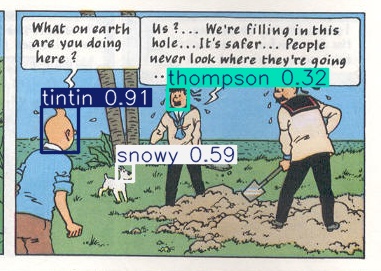 What on earth
are you doing
here ?
Us ?... We're filling in this
hole... It's safer... People
never look where they're going
thompson 0.32
tintin 0.91
snowy 0.59